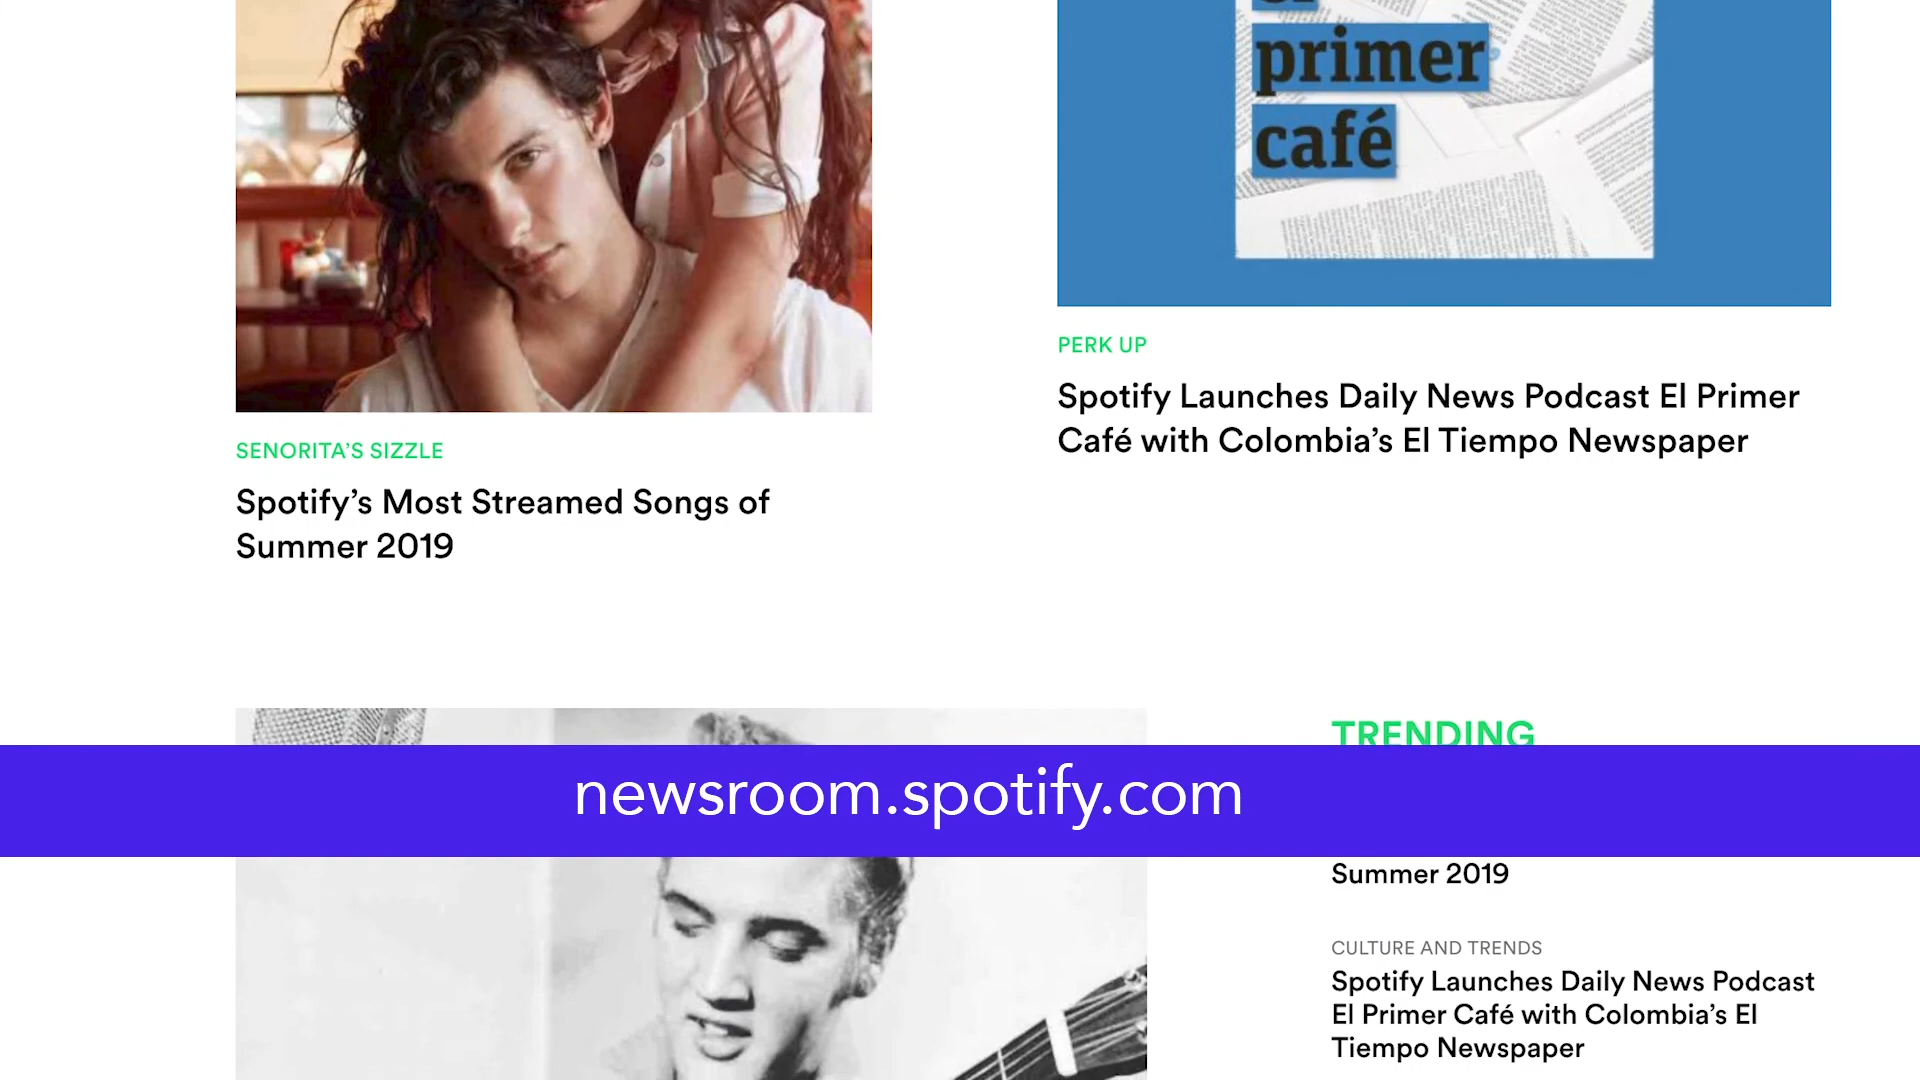 primer
café
PERK UP
Spotify Launches Daily News Podcast El Primer
Café with Colombia’s El Tiempo Newspaper
SENORITA’S SIZZLE
Spotify’s Most Streamed Songs of
Summer 2019
TRENDING
newsroom.spotify.com
Summer 2019
CULTURE AND TRENDS
Spotify Launches Daily News Podcast
El Primer Café with Colombia’s El
Tiempo Newspaper